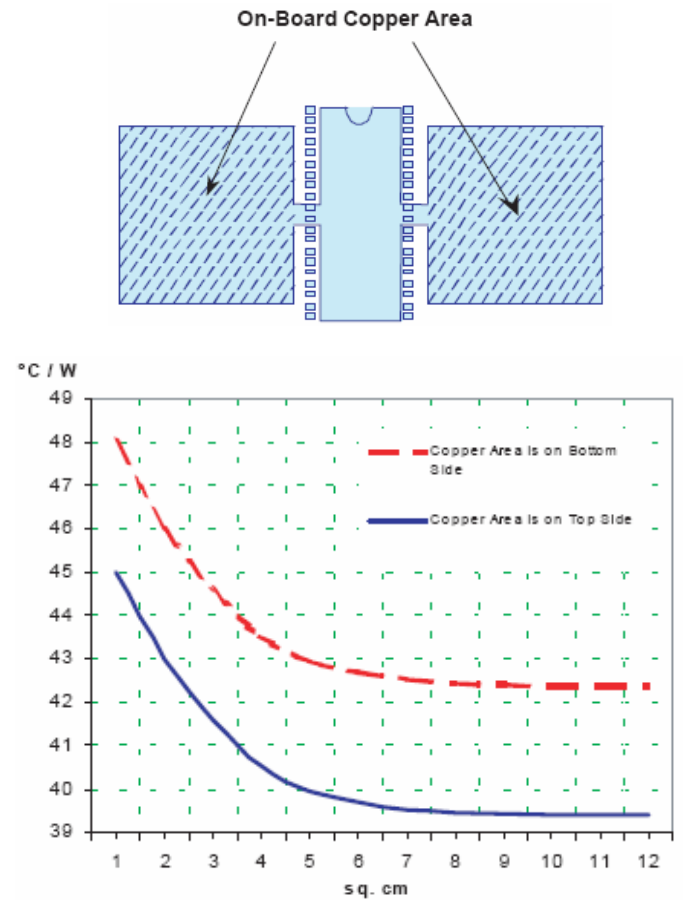 On-Board Copper Area
°C / W
49
48
47
46
45
44
43
42
41
40
39
Copper Area is on Bottom
Side
Copper Area is on Top Side
1 2 3 4 5 6 7 8 9 10 11 12
sq. cm